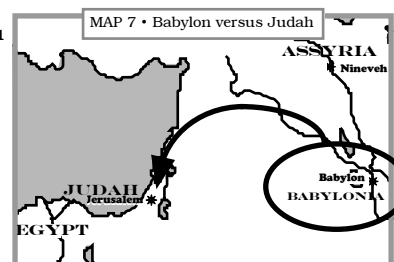 MAP 7 • Babylon versus Judah
ASSYRIA
Nineveh
Babylon
JUDAH
Jerusalem
BABYLONIA
EGYPT